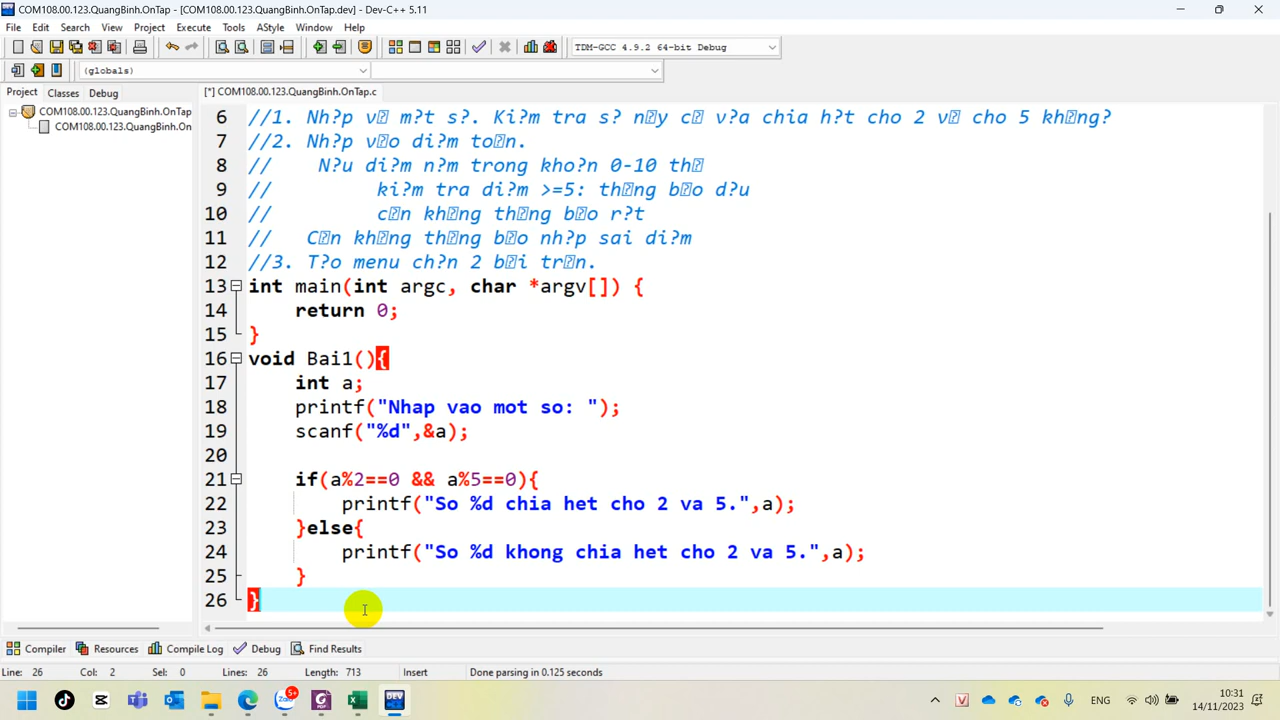 COM108.00.123.QuangBinh.OnTap - [COM108.00.123.QuangBinh.OnTap.dev] - Dev-C++ 5.11
File Edit Search View Project Execute Tools AStyle Window Help
TDM-GCC 4.9.2 64-bit Debug
(globals)
Project Classes Debug
[*] COM108.00.123.QuangBinh.OnTap.c
COM108.00.123.QuangBinh.OnTap
COM108.00.123.QuangBinh.On
6 //1. Nh?p v□ m?t s?. Ki?m tra s? n□y c□ v?a chia h?t cho 2 v□ cho 5 kh□ng?
7 //2. Nh?p v□o di?m to□n.
8 // N?u di?m n?m trong kho?n 0-10 th□
9 // ki?m tra di?m >=5: th□ng b□o d?u
10 // c□n kh□ng th□ng b□o r?t
11 // C□n kh□ng th□ng b□o nh?p sai di?m
12 //3. T?o menu ch?n 2 b□i tr□n.
13 int main(int argc, char *argv[]) {
14 return 0;
15 }
16 void Bai1(){
17 int a;
18 printf("Nhap vao mot so: ");
19 scanf("%d",&a);
20
21 if(a%2==0 && a%5==0){
22 printf("So %d chia het cho 2 va 5.",a);
23 }else{
24 printf("So %d khong chia het cho 2 va 5.",a);
25 }
26 }
Compiler Resources Compile Log Debug Find Results
Line: 26 Col: 2 Sel: 0 Lines: 26 Length: 713 Insert Done parsing in 0.125 seconds
5+
DEV
ENG
10:31
14/11/2023